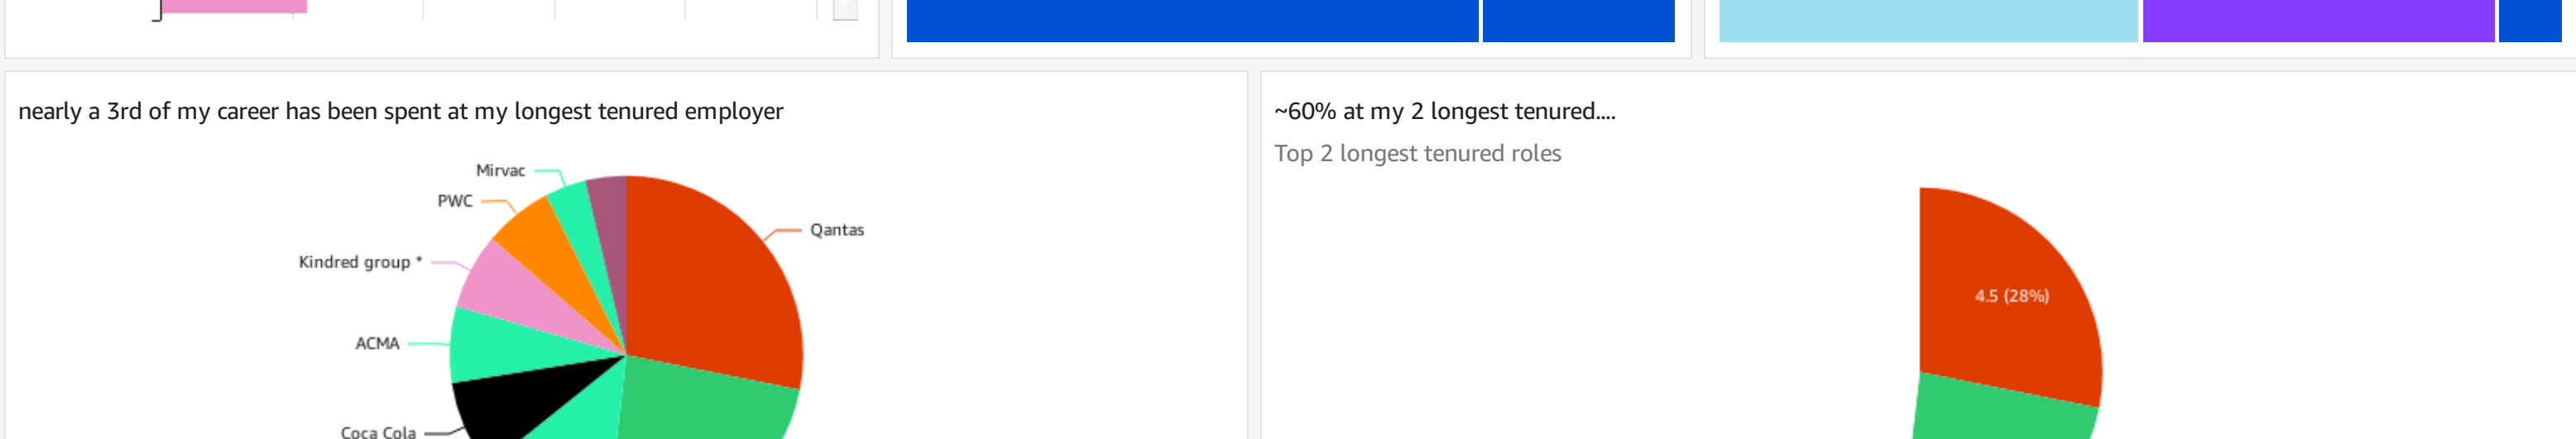 nearly a 3rd of my career has been spent at my longest tenured employer
Mirvac
PWC
Kindred group *
ACMA
Coca Cola
Qantas
~60% at my 2 longest tenured....
Top 2 longest tenured roles
4.5 (28%)